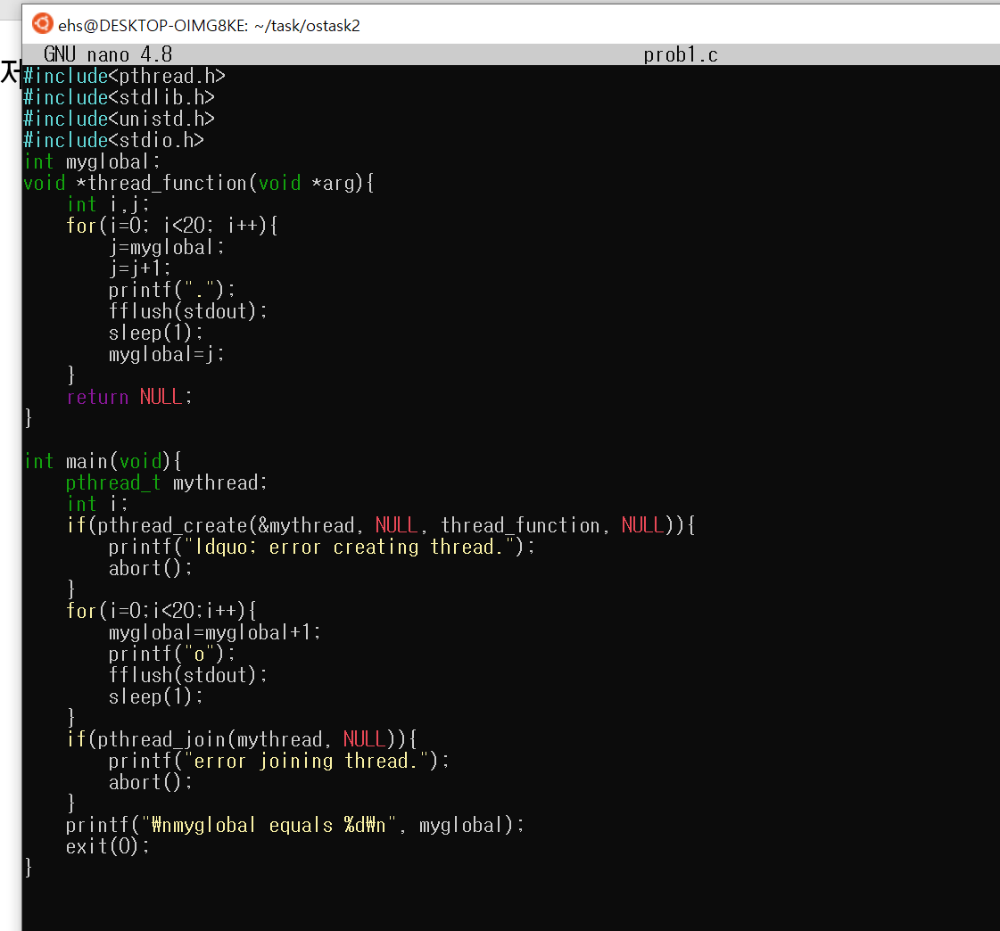 ehs@DESKTOP-OIMG8KE: ~/task/ostask2
GNU nano 4.8 prob1.c
저
#include<pthread.h>
#include<stdlib.h>
#include<unistd.h>
#include<stdio.h>
int myglobal;
void *thread_function(void *arg){
    int i,j;
    for(i=0; i<20; i++){
        j=myglobal;
        j=j+1;
        printf(".");
        fflush(stdout);
        sleep(1);
        myglobal=j;
    }
    return NULL;
}

int main(void){
    pthread_t mythread;
    int i;
    if(pthread_create(&mythread, NULL, thread_function, NULL)){
        printf("ldquo; error creating thread.");
        abort();
    }
    for(i=0;i<20;i++){
        myglobal=myglobal+1;
        printf("o");
        fflush(stdout);
        sleep(1);
    }
    if(pthread_join(mythread, NULL)){
        printf("error joining thread.");
        abort();
    }
    printf("₩nmyglobal equals %d₩n", myglobal);
    exit(0);
}